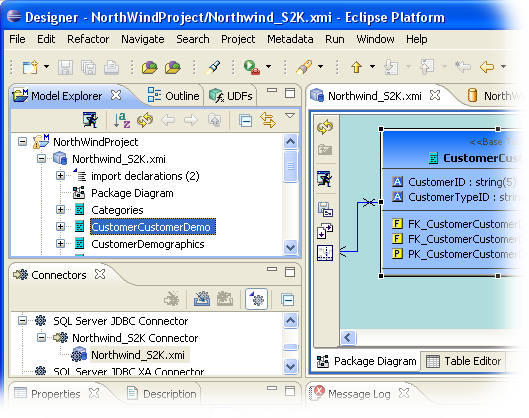 Designer - NorthWindProject/Northwind_S2K.xmi - Eclipse Platform
File Edit Refactor Navigate Search Project Metadata Run Window Help
Model Explorer Outline UDFs
NorthWindProject
Northwind_S2K.xmi
import declarations (2)
Package Diagram
Categories
CustomerCustomerDemo
CustomerDemographics
Connectors
SQL Server JDBC Connector
Northwind_S2K Connector
Northwind_S2K.xmi
SQL Server JDBC XA Connector
Properties Description
Northwind_S2K.xmi NorthW
<<Base T
CustomerCus
CustomerID : string(5)
CustomerTypeID : s
FK_CustomerCustomer
FK_CustomerCustomer
PK_CustomerCustomer
Package Diagram Table Editor
Message Log